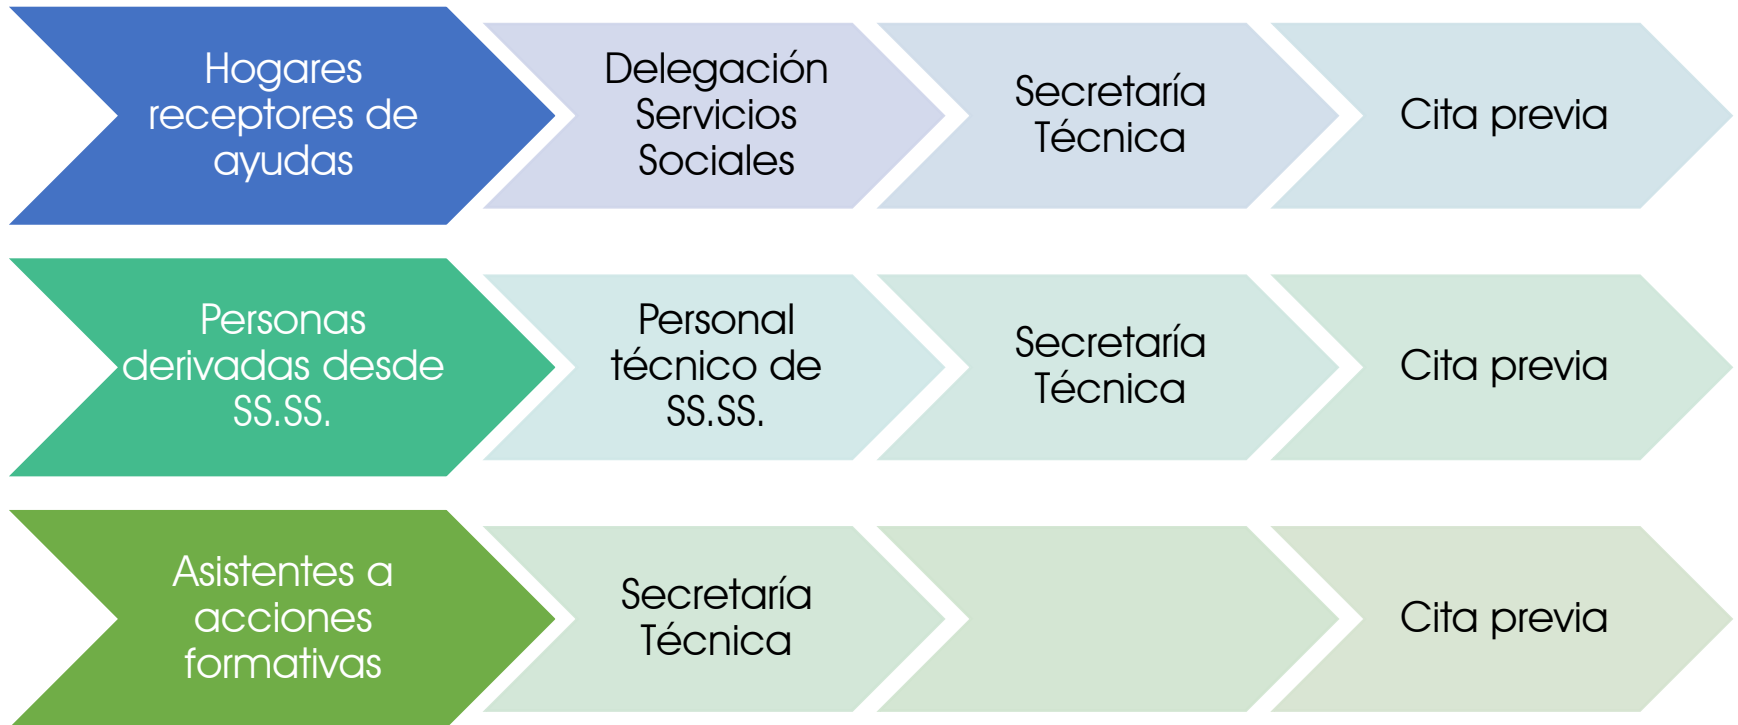 Hogares
receptores de
ayudas
Delegación
Servicios
Sociales
Secretaría
Técnica
Cita previa
Personas
derivadas desde
SS.SS.
Personal
técnico de
SS.SS.
Secretaría
Técnica
Cita previa
Asistentes a
acciones
formativas
Secretaría
Técnica
Cita previa